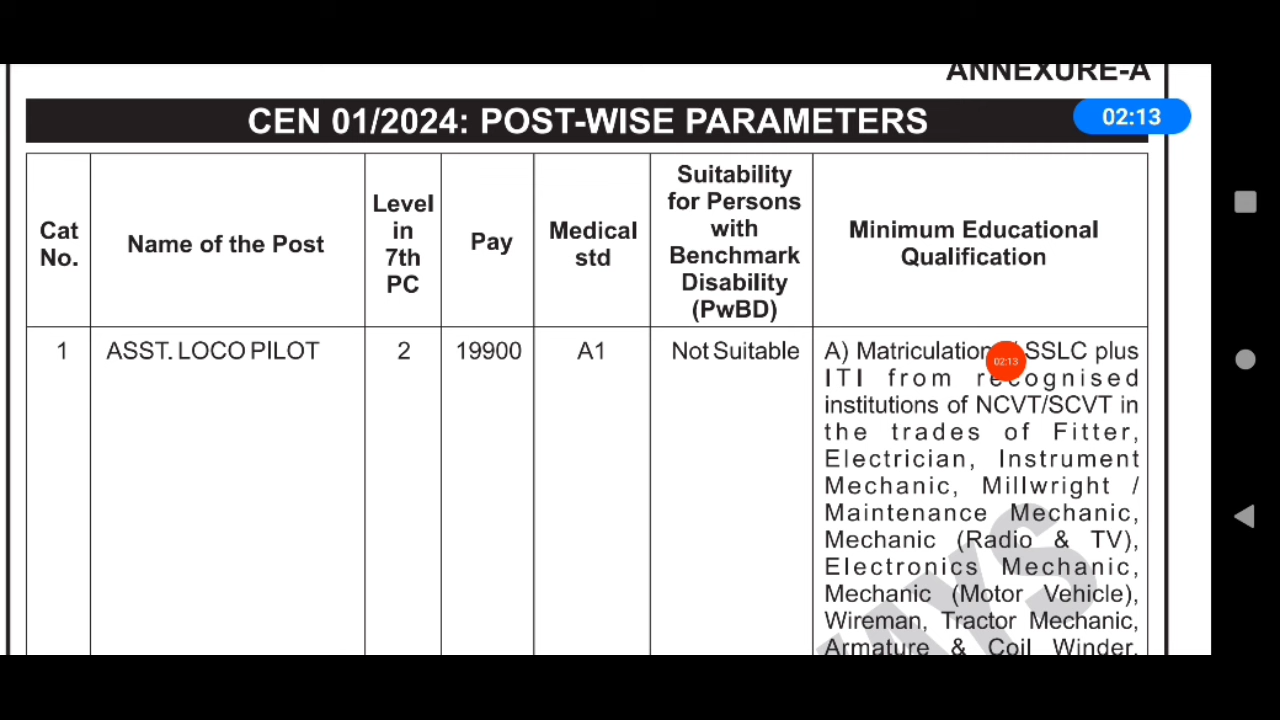 ANNEXURE-A
CEN 01/2024: POST-WISE PARAMETERS
02:13
Cat
No.
Name of the Post
Level
in
7th
PC
Pay
Medical
std
Suitability
for Persons
with
Benchmark
Disability
(PwBD)
Minimum Educational
Qualification
1
ASST. LOCO PILOT
2
19900
A1
Not Suitable
A) Matriculation / SSLC plus
02:13
ITI from recognised
institutions of NCVT/SCVT in
the trades of Fitter,
Electrician, Instrument
Mechanic, Millwright /
Maintenance Mechanic,
Mechanic (Radio & TV),
Electronics Mechanic,
Mechanic (Motor Vehicle),
Wireman, Tractor Mechanic,
Armature & Coil Winder,